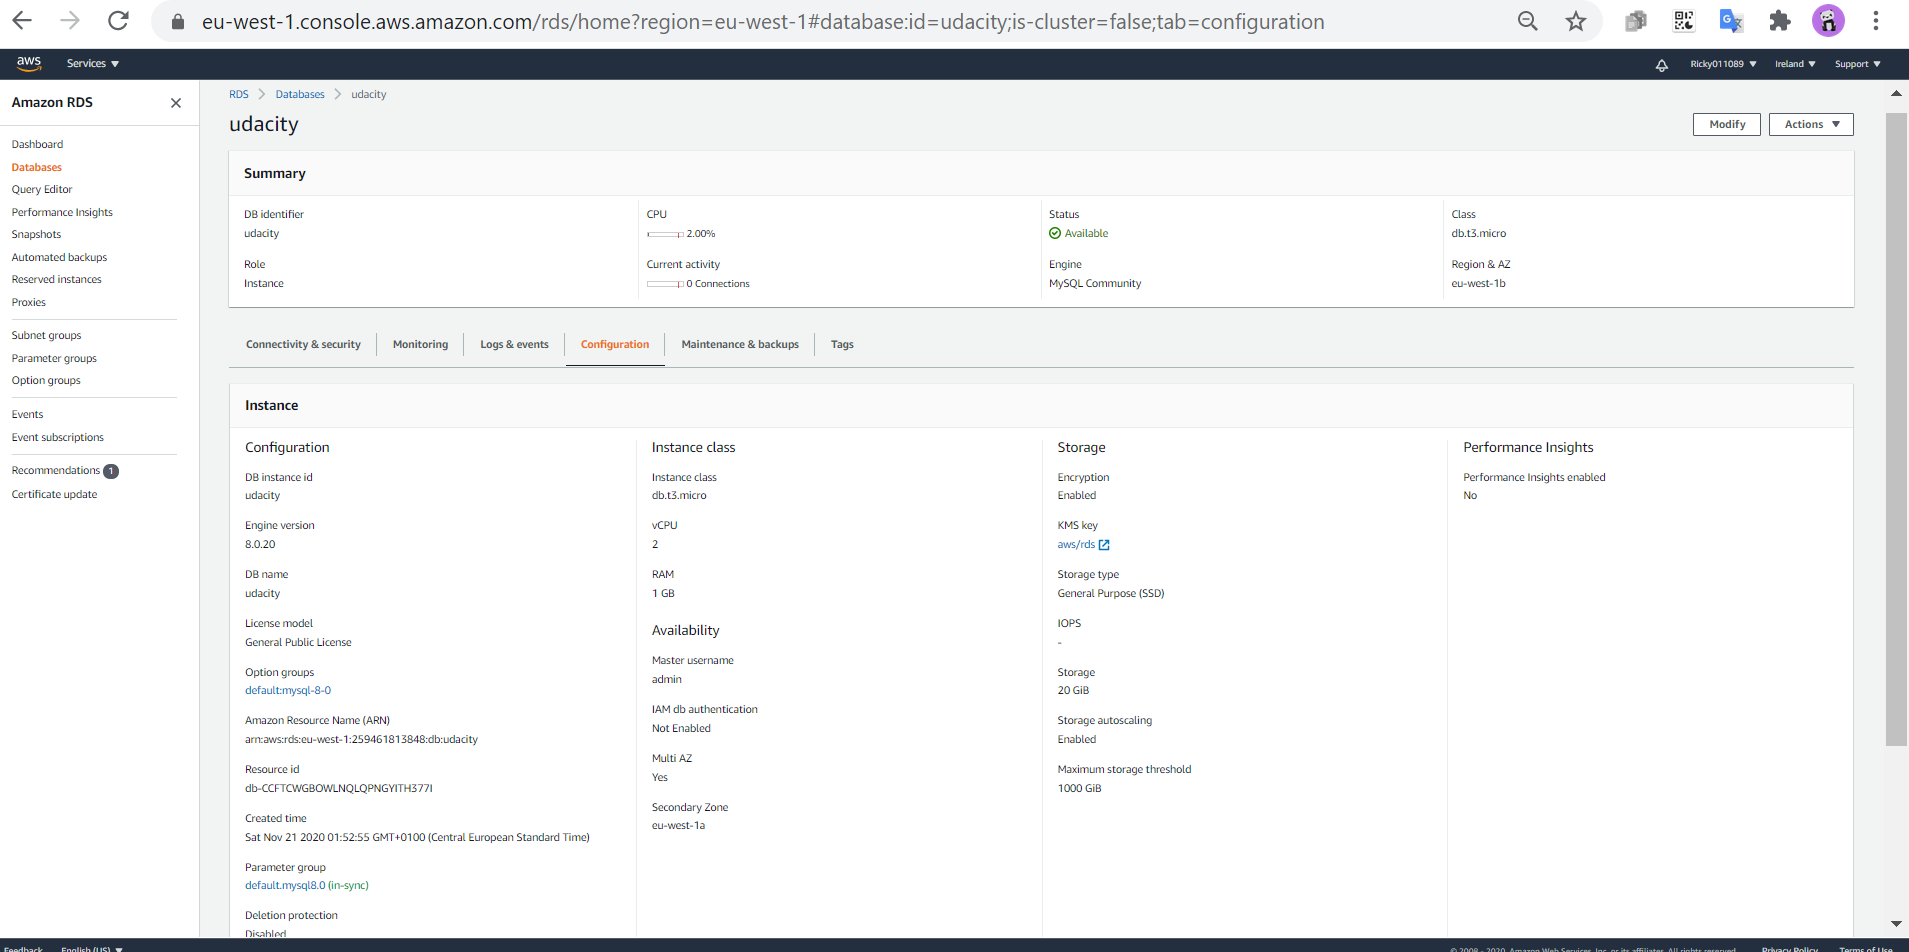 eu-west-1.console.aws.amazon.com/rds/home?region=eu-west-1#database:id=udacity;is-cluster=false;tab=configuration
aws Services Ricky011089 Ireland Support
Amazon RDS
Dashboard
Databases
Query Editor
Performance Insights
Snapshots
Automated backups
Reserved instances
Proxies
Subnet groups
Parameter groups
Option groups
Events
Event subscriptions
Recommendations 1
Certificate update
RDS Databases udacity
udacity
Modify Actions
Summary
DB identifier
udacity
Role
Instance
CPU
2.00%
Current activity
0 Connections
Status
Available
Engine
MySQL Community
Class
db.t3.micro
Region & AZ
eu-west-1b
Connectivity & security Monitoring Logs & events Configuration Maintenance & backups Tags
Instance
Configuration
DB instance id
udacity
Engine version
8.0.20
DB name
udacity
License model
General Public License
Option groups
default:mysql-8-0
Amazon Resource Name (ARN)
arn:aws:rds:eu-west-1:259461813848:db:udacity
Resource id
db-CCFTCWGBOWLNQLQPNGYITH377I
Created time
Sat Nov 21 2020 01:52:55 GMT+0100 (Central European Standard Time)
Parameter group
default.mysql8.0 (in-sync)
Deletion protection
Disabled
Instance class
Instance class
db.t3.micro
vCPU
2
RAM
1 GB
Availability
Master username
admin
IAM db authentication
Not Enabled
Multi AZ
Yes
Secondary Zone
eu-west-1a
Storage
Encryption
Enabled
KMS key
aws/rds
Storage type
General Purpose (SSD)
IOPS
-
Storage
20 GiB
Storage autoscaling
Enabled
Maximum storage threshold
1000 GiB
Performance Insights
Performance Insights enabled
No
Feedback English (US) © 2008 - 2020, Amazon Web Services, Inc. or its affiliates. All rights reserved. Privacy Policy Terms of Use